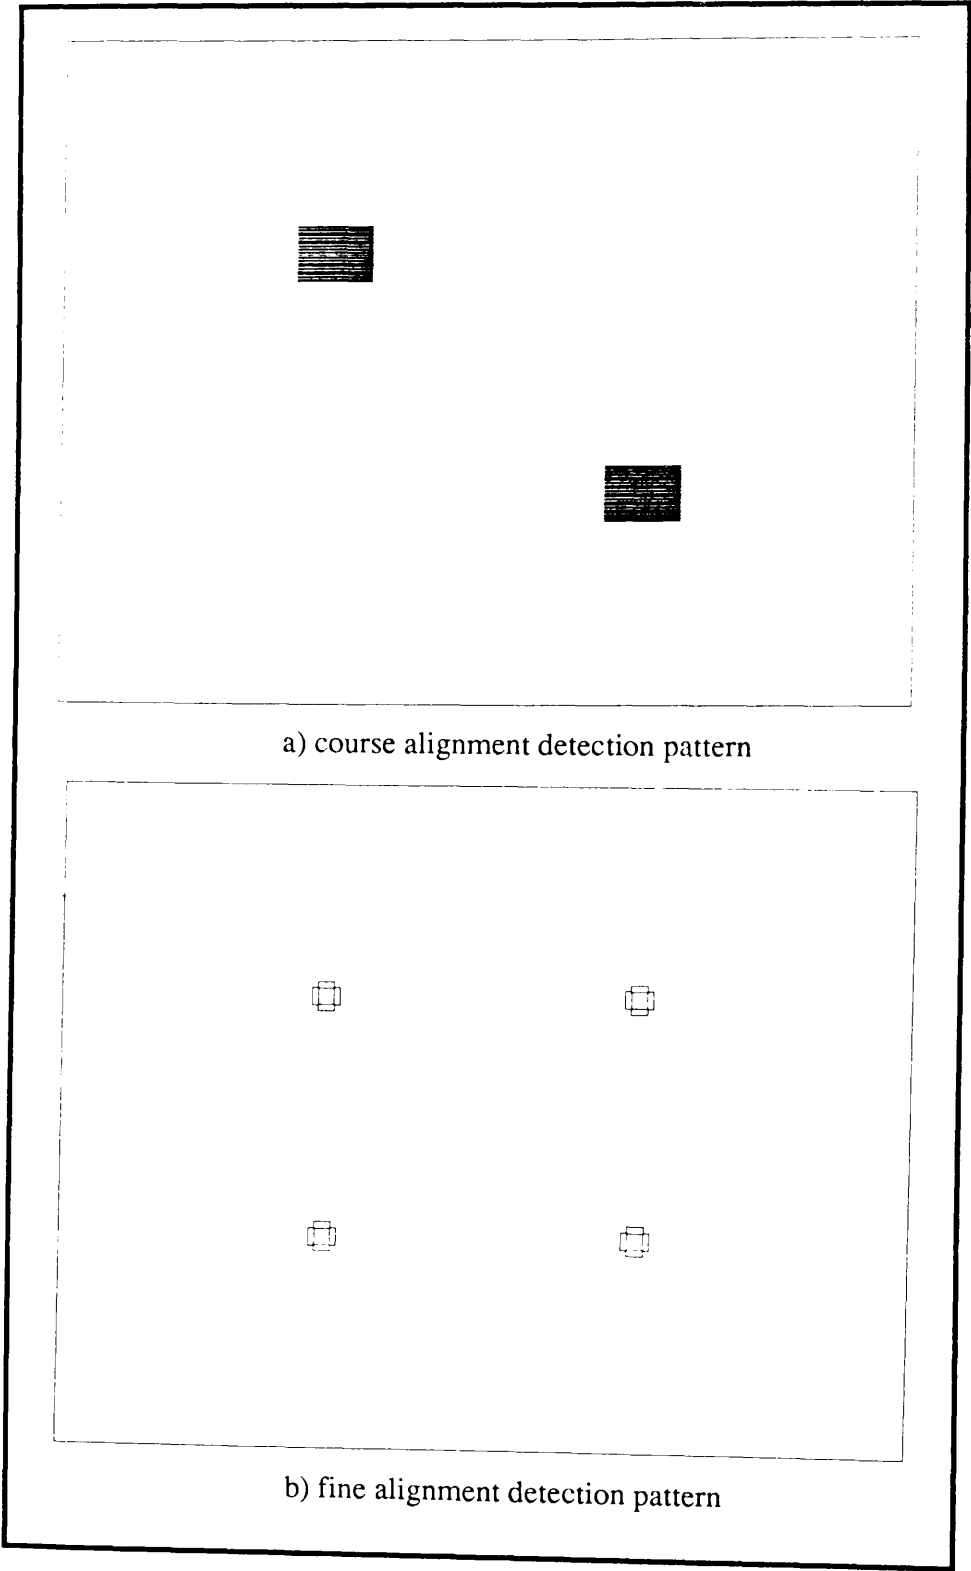 a) course alignment detection pattern
b) fine alignment detection pattern